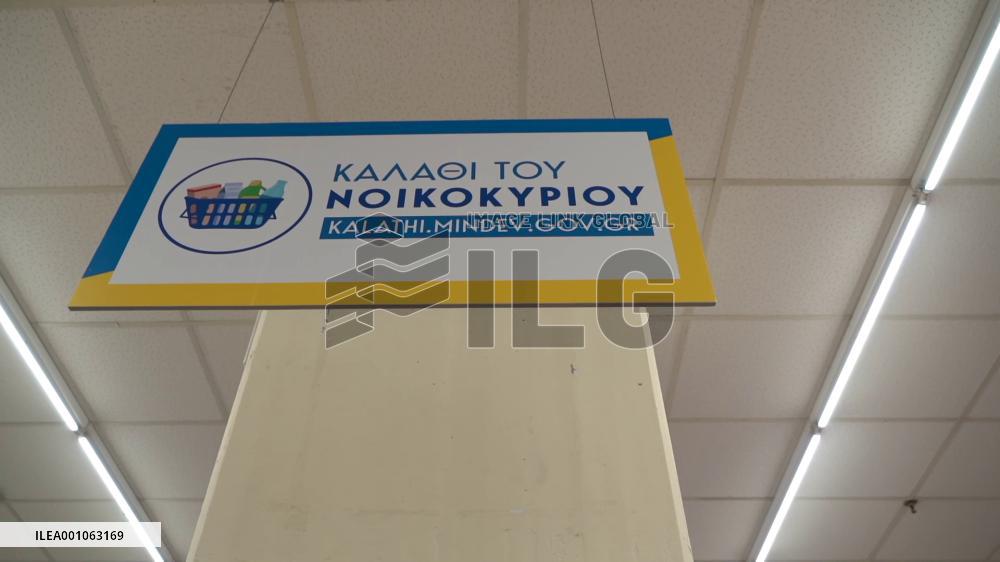 ΚΑΛΑΘΙ ΤΟΥ
ΝΟΙΚΟΚΥΡΙΟΥ
KALATHI.MINDEV.GOV.GR
IMAGE LINK GLOBAL
ILG
ILEA001063169